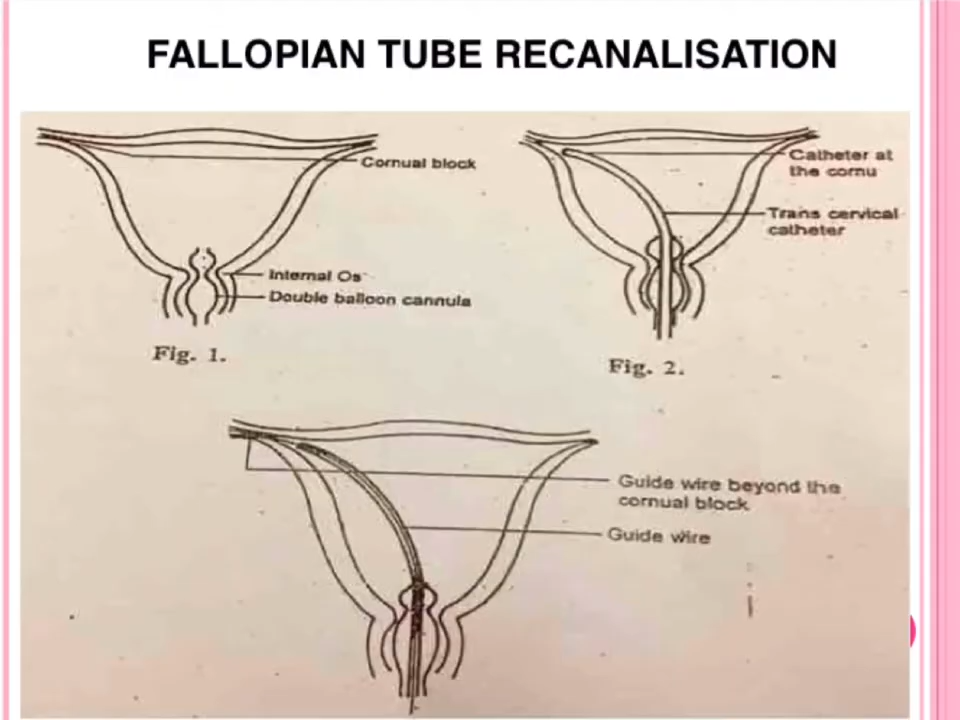 FALLOPIAN TUBE RECANALISATION
Cornual block
Internal Os
Double balloon cannula
Fig. 1.
Catheter at
the cornu
Trans cervical
catheter
Fig. 2.
Guide wire beyond the
cornual block
Guide wire